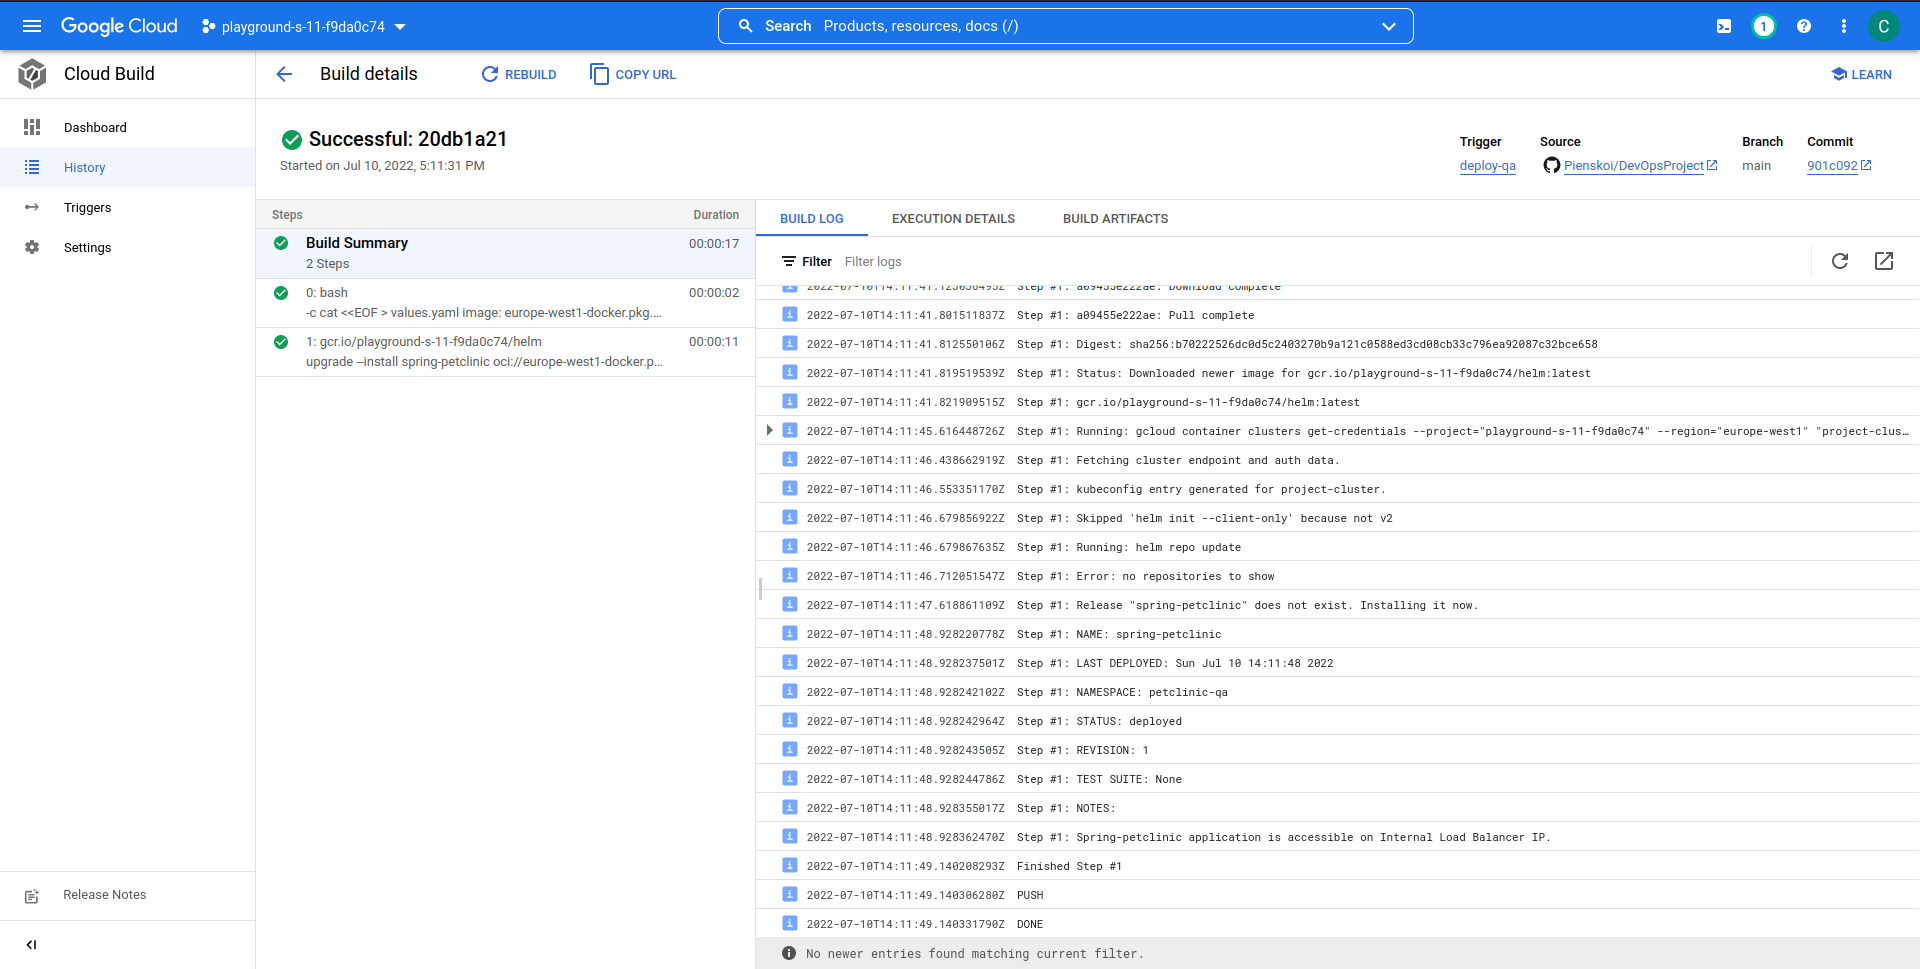 Google Cloud
playground-s-11-f9da0c74
Search Products, resources, docs (/)
1
C
Cloud Build
Build details
REBUILD
COPY URL
LEARN
Dashboard
History
Triggers
Settings
Release Notes
Successful: 20db1a21
Started on Jul 10, 2022, 5:11:31 PM
Trigger
deploy-qa
Source
Pienskoi/DevOpsProject
Branch
main
Commit
901c092
Steps Duration
Build Summary 00:00:17
2 Steps
0: bash 00:00:02
-c cat <<EOF > values.yaml image: europe-west1-docker.pkg....
1: gcr.io/playground-s-11-f9da0c74/helm 00:00:11
upgrade --install spring-petclinic oci://europe-west1-docker.p...
BUILD LOG EXECUTION DETAILS BUILD ARTIFACTS
Filter Filter logs
Step #1: a09455e222ae: Download complete
2022-07-10T14:11:41.801511837Z Step #1: a09455e222ae: Pull complete
2022-07-10T14:11:41.812550106Z Step #1: Digest: sha256:b70222526dc0d5c2403270b9a121c0588ed3cd08cb33c796ea92087c32bce658
2022-07-10T14:11:41.819519539Z Step #1: Status: Downloaded newer image for gcr.io/playground-s-11-f9da0c74/helm:latest
2022-07-10T14:11:41.821909515Z Step #1: gcr.io/playground-s-11-f9da0c74/helm:latest
2022-07-10T14:11:45.616448726Z Step #1: Running: gcloud container clusters get-credentials --project="playground-s-11-f9da0c74" --region="europe-west1" "project-clus…
2022-07-10T14:11:46.438662919Z Step #1: Fetching cluster endpoint and auth data.
2022-07-10T14:11:46.553351170Z Step #1: kubeconfig entry generated for project-cluster.
2022-07-10T14:11:46.679856922Z Step #1: Skipped 'helm init --client-only' because not v2
2022-07-10T14:11:46.679867635Z Step #1: Running: helm repo update
2022-07-10T14:11:46.712051547Z Step #1: Error: no repositories to show
2022-07-10T14:11:47.618861109Z Step #1: Release "spring-petclinic" does not exist. Installing it now.
2022-07-10T14:11:48.928220778Z Step #1: NAME: spring-petclinic
2022-07-10T14:11:48.928237501Z Step #1: LAST DEPLOYED: Sun Jul 10 14:11:48 2022
2022-07-10T14:11:48.928242102Z Step #1: NAMESPACE: petclinic-qa
2022-07-10T14:11:48.928242964Z Step #1: STATUS: deployed
2022-07-10T14:11:48.928243505Z Step #1: REVISION: 1
2022-07-10T14:11:48.928244786Z Step #1: TEST SUITE: None
2022-07-10T14:11:48.928355017Z Step #1: NOTES:
2022-07-10T14:11:48.928362470Z Step #1: Spring-petclinic application is accessible on Internal Load Balancer IP.
2022-07-10T14:11:49.140208293Z Finished Step #1
2022-07-10T14:11:49.140306280Z PUSH
2022-07-10T14:11:49.140331790Z DONE
No newer entries found matching current filter.